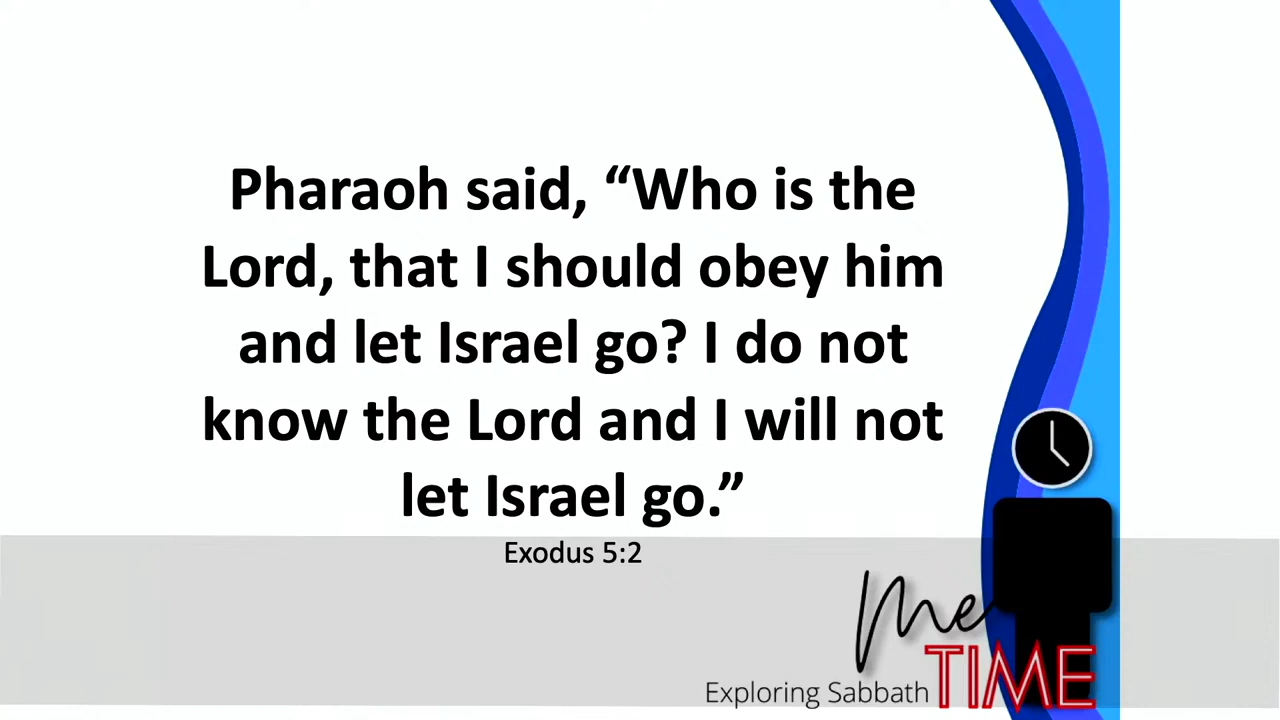 Pharaoh said, “Who is the
Lord, that I should obey him
and let Israel go? I do not
know the Lord and I will not
let Israel go.”
Exodus 5:2
Me
Exploring Sabbath TIME